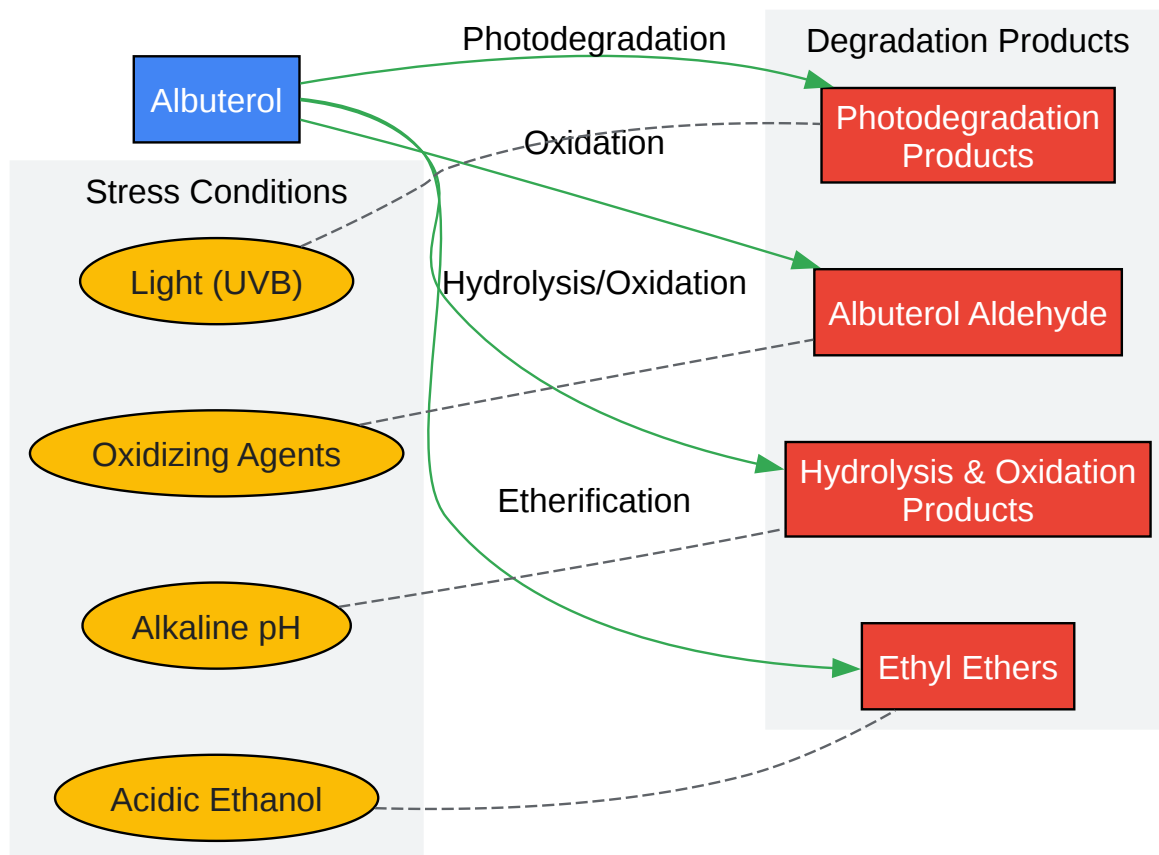 Photodegradation
Degradation Products
Albuterol
Photodegradation
Products
Oxidation
Stress Conditions
Light (UVB)
Hydrolysis/Oxidation
Albuterol Aldehyde
Oxidizing Agents
Hydrolysis & Oxidation
Products
Etherification
Alkaline pH
Ethyl Ethers
Acidic Ethanol